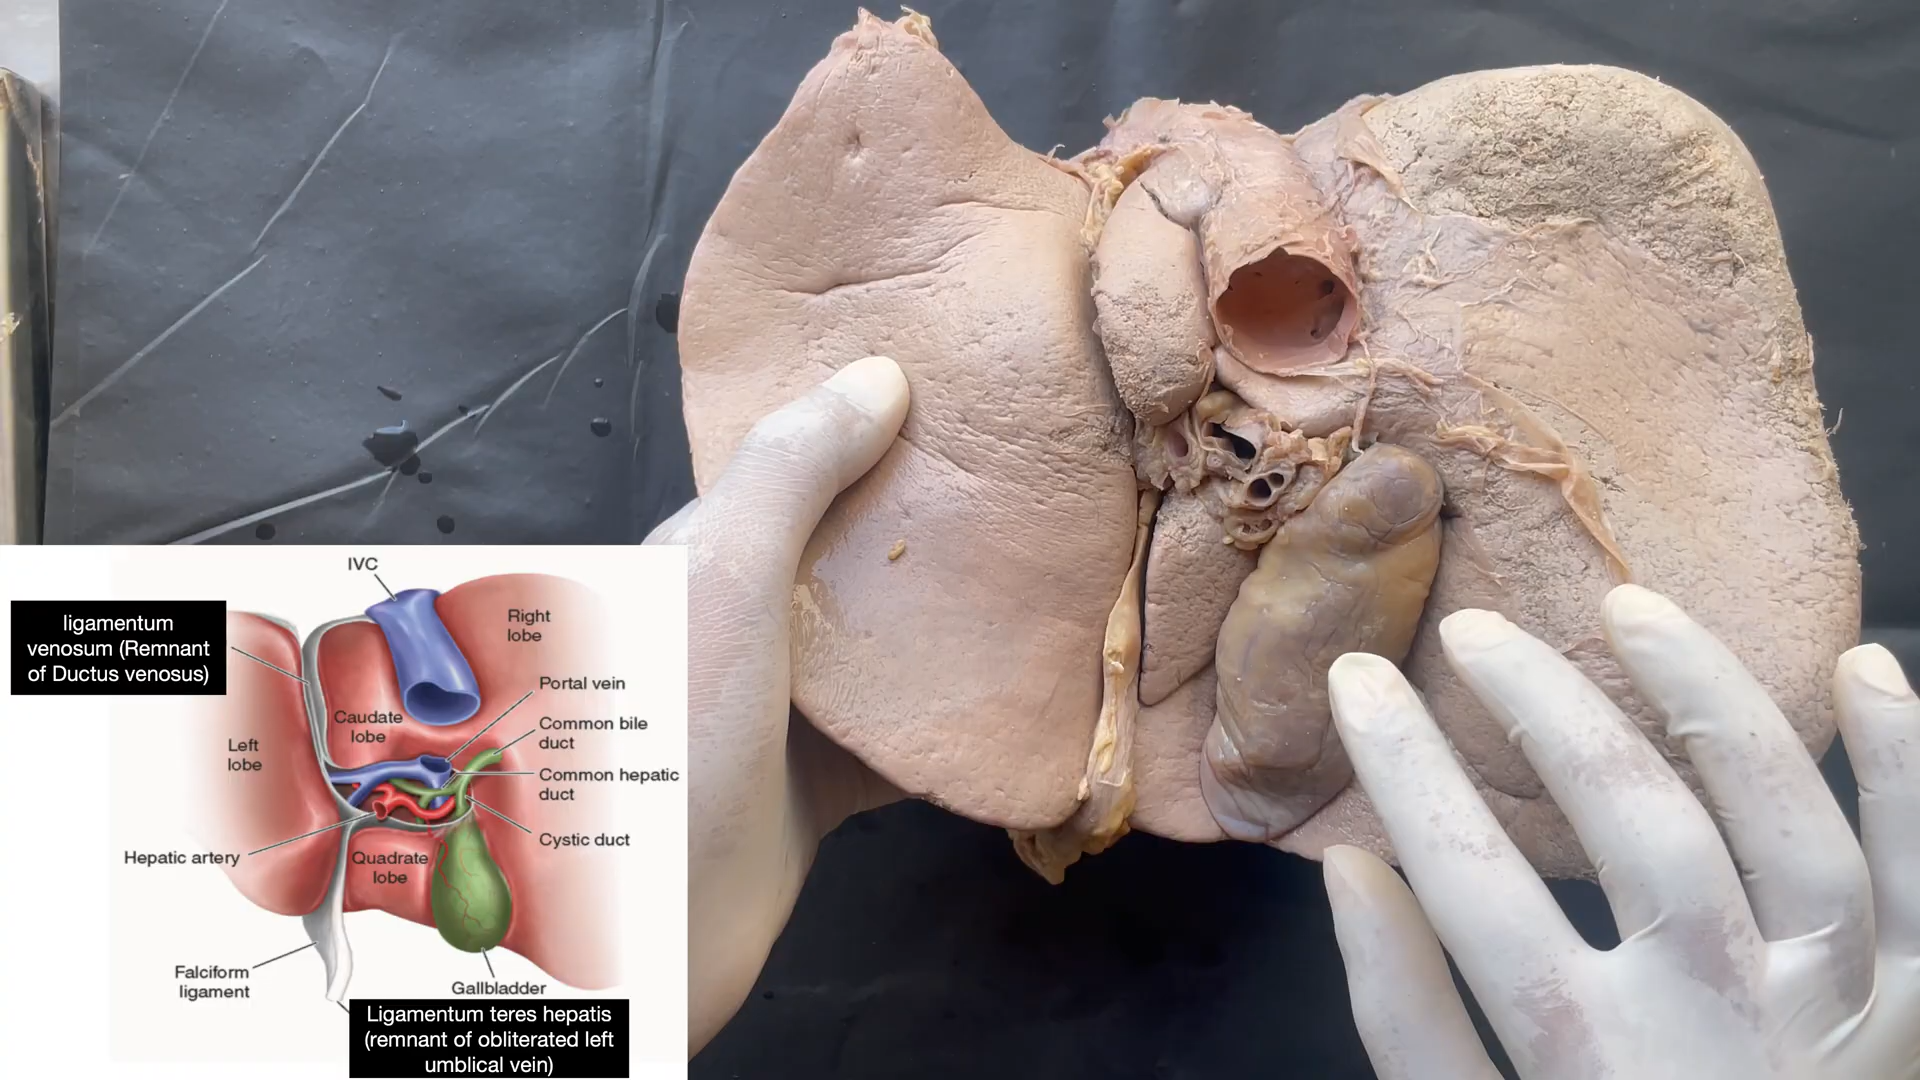 IVC
ligamentum
venosum (Remnant
of Ductus venosus)
Right
lobe
Portal vein
Caudate
lobe
Common bile
duct
Left
lobe
Common hepatic
duct
Cystic duct
Hepatic artery
Quadrate
lobe
Falciform
ligament
Gallbladder
Ligamentum teres hepatis
(remnant of obliterated left
umblical vein)